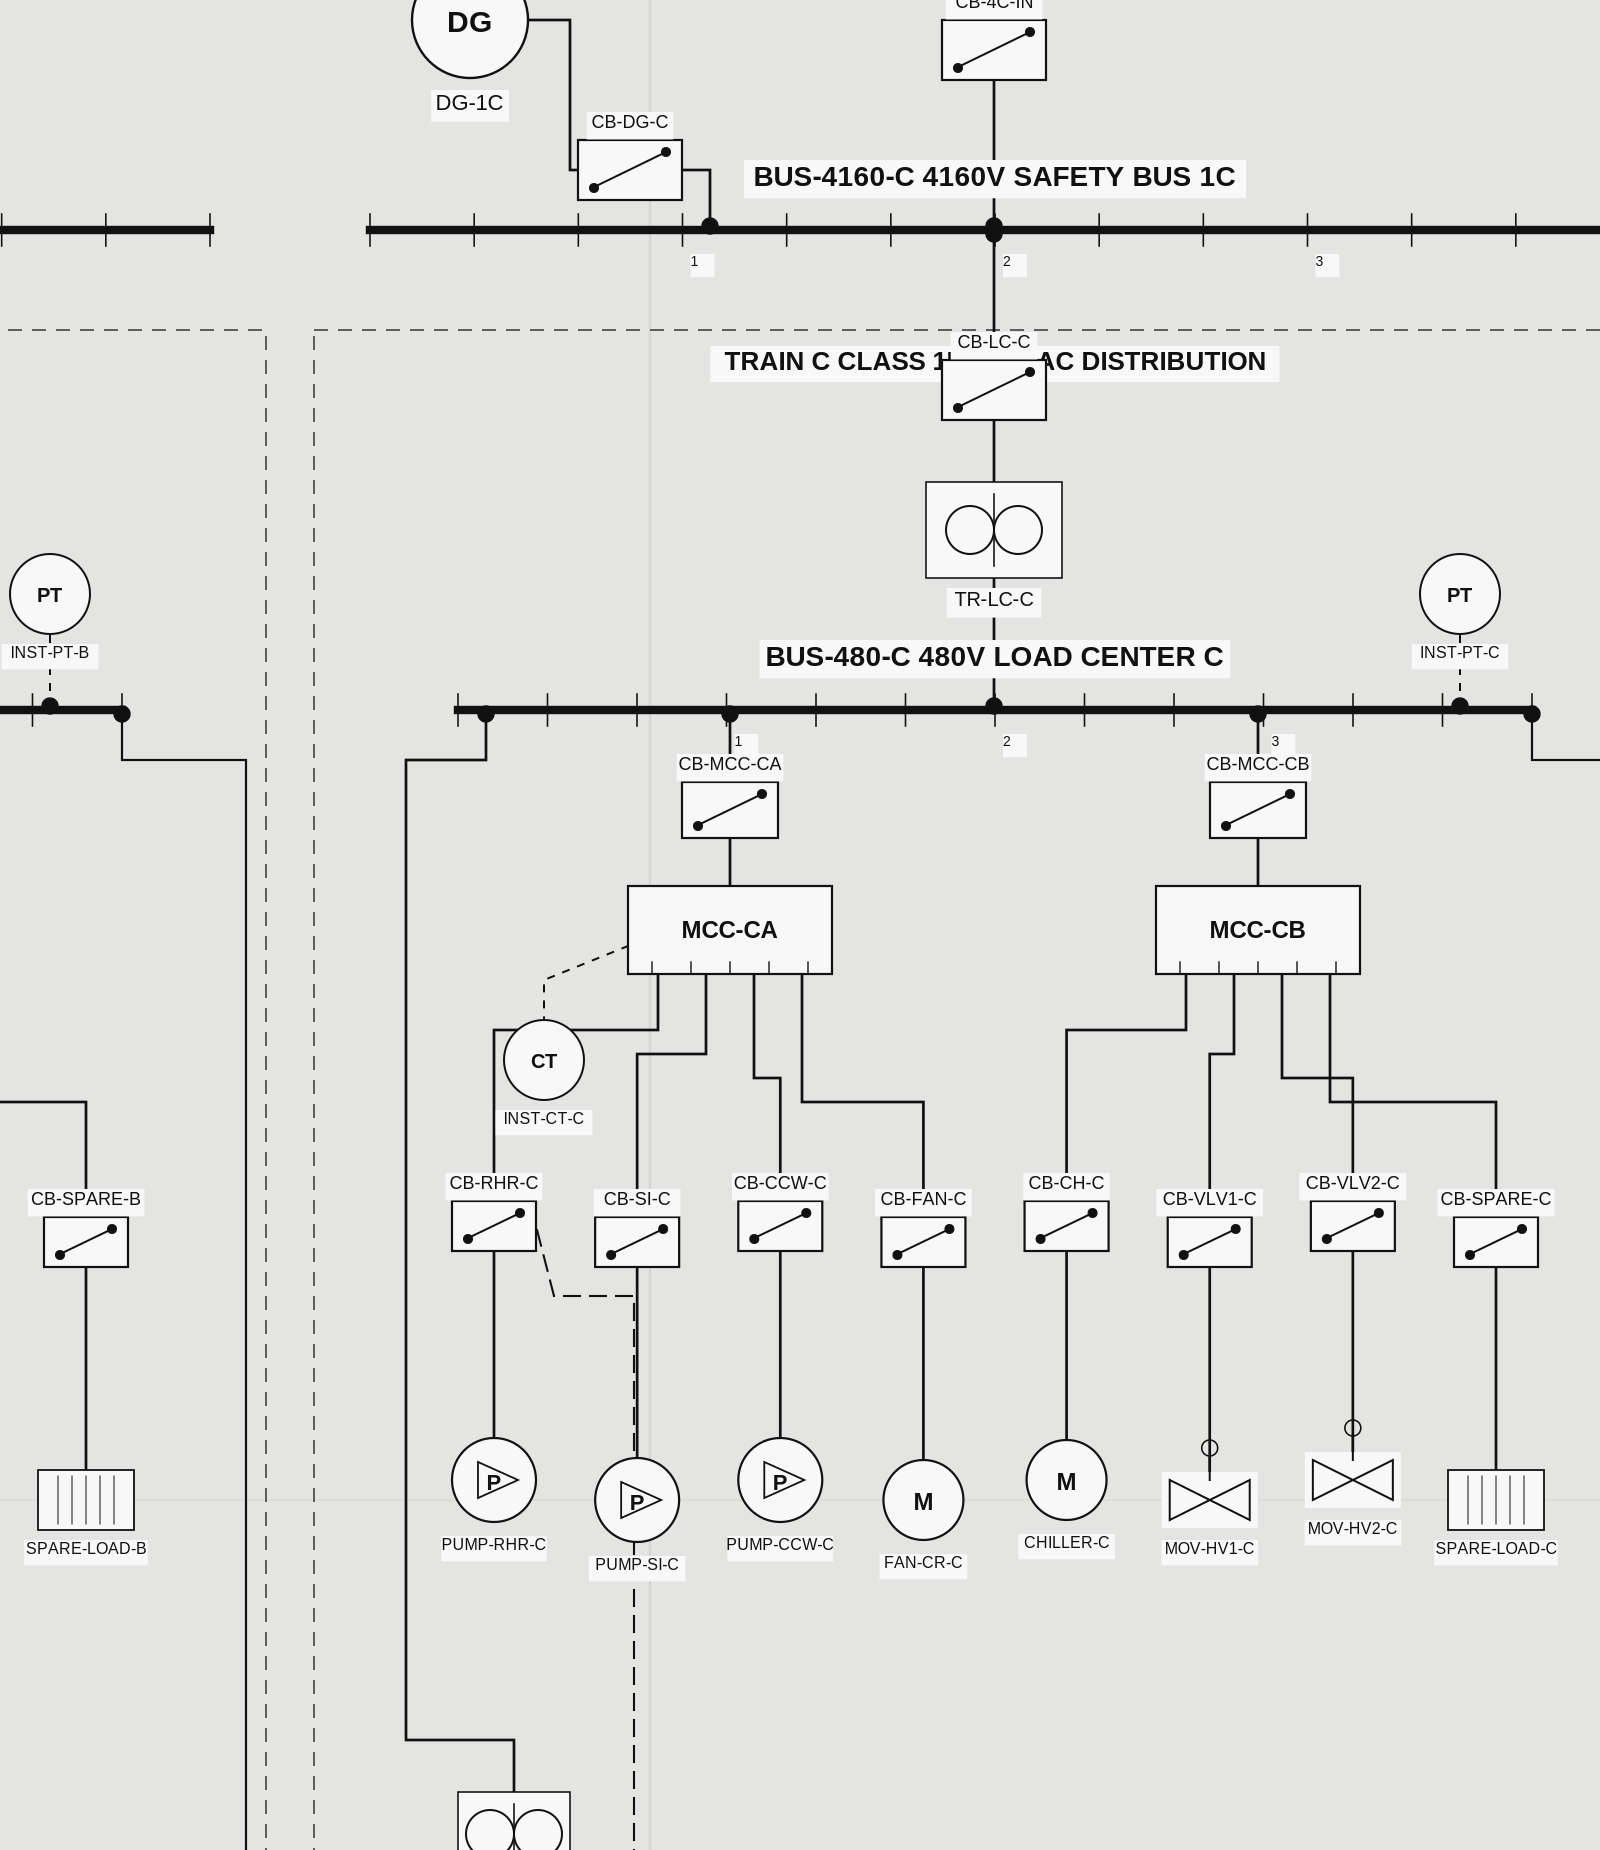 CB-4C-IN
DG
DG-1C
CB-DG-C
BUS-4160-C 4160V SAFETY BUS 1C
1
2
3
CB-LC-C
TRAIN C CLASS AC DISTRIBUTION
TR-LC-C
PT
INST-PT-B
PT
INST-PT-C
BUS-480-C 480V LOAD CENTER C
1
2
3
CB-MCC-CA
CB-MCC-CB
MCC-CA
MCC-CB
CT
INST-CT-C
CB-SPARE-B
CB-RHR-C
CB-SI-C
CB-CCW-C
CB-FAN-C
CB-CH-C
CB-VLV1-C
CB-VLV2-C
CB-SPARE-C
P
P
P
M
M
SPARE-LOAD-B
PUMP-RHR-C
PUMP-SI-C
PUMP-CCW-C
FAN-CR-C
CHILLER-C
MOV-HV1-C
MOV-HV2-C
SPARE-LOAD-C